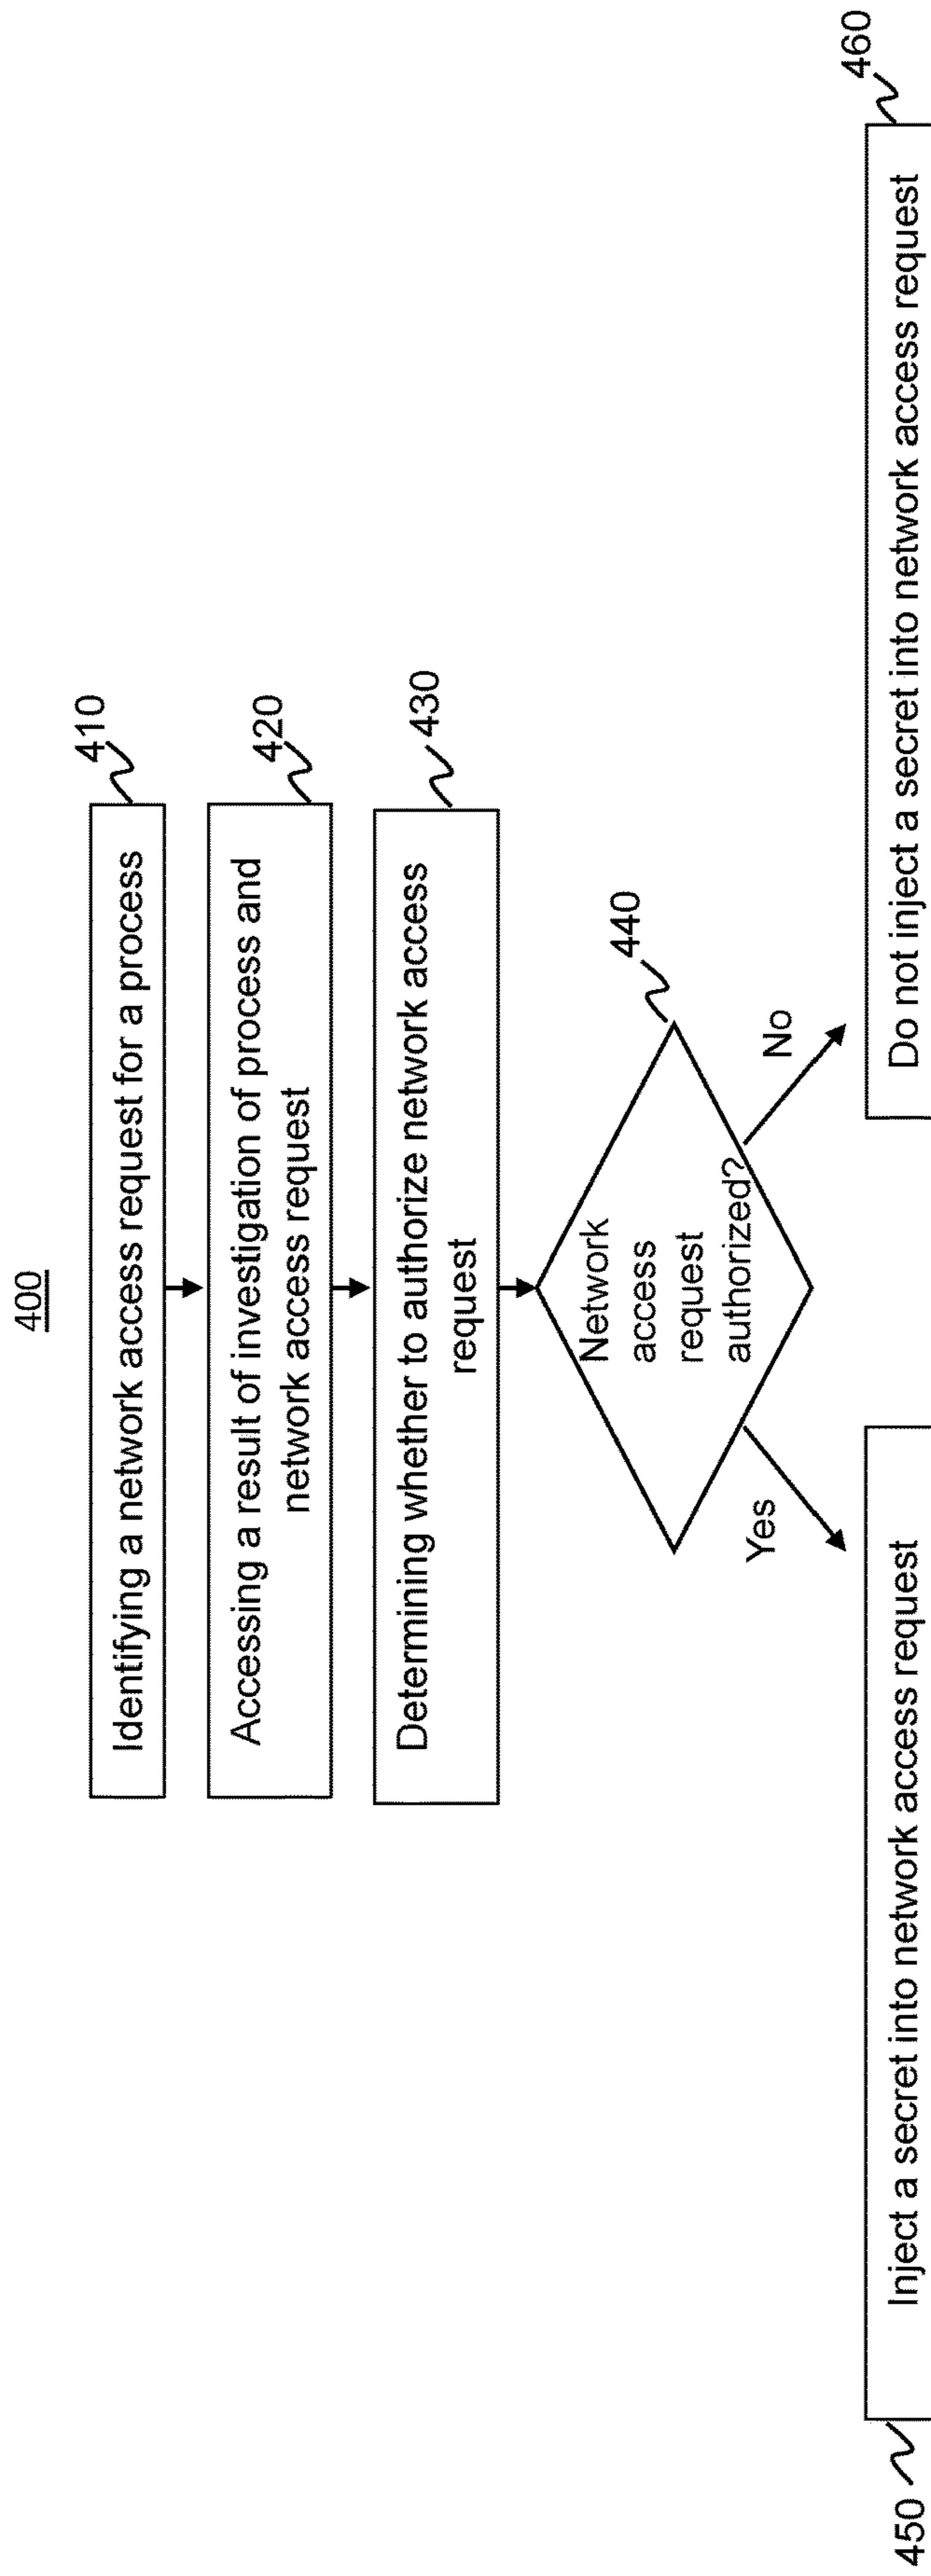 400
410
Identifying a network access request for a process
420
Accessing a result of investigation of process and
network access request
430
Determining whether to authorize network access
request
440
Network
access
request
authorized?
Yes
No
450
Inject a secret into network access request
460
Do not inject a secret into network access request